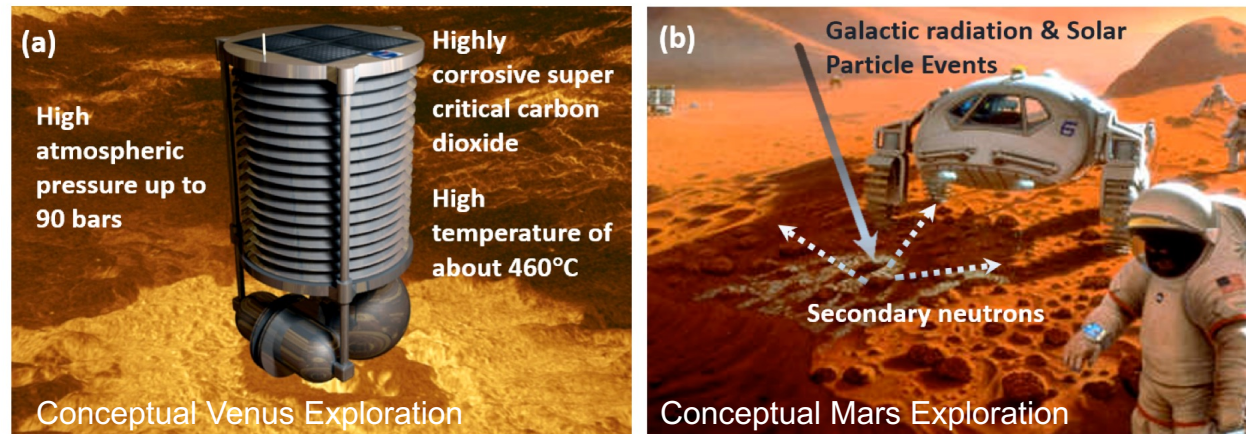 (a)
High
atmospheric
pressure up to
90 bars
Highly
corrosive super
critical carbon
dioxide
High
temperature of
about 460°C
Conceptual Venus Exploration
(b)
Galactic radiation & Solar
Particle Events
6
Secondary neutrons
Conceptual Mars Exploration